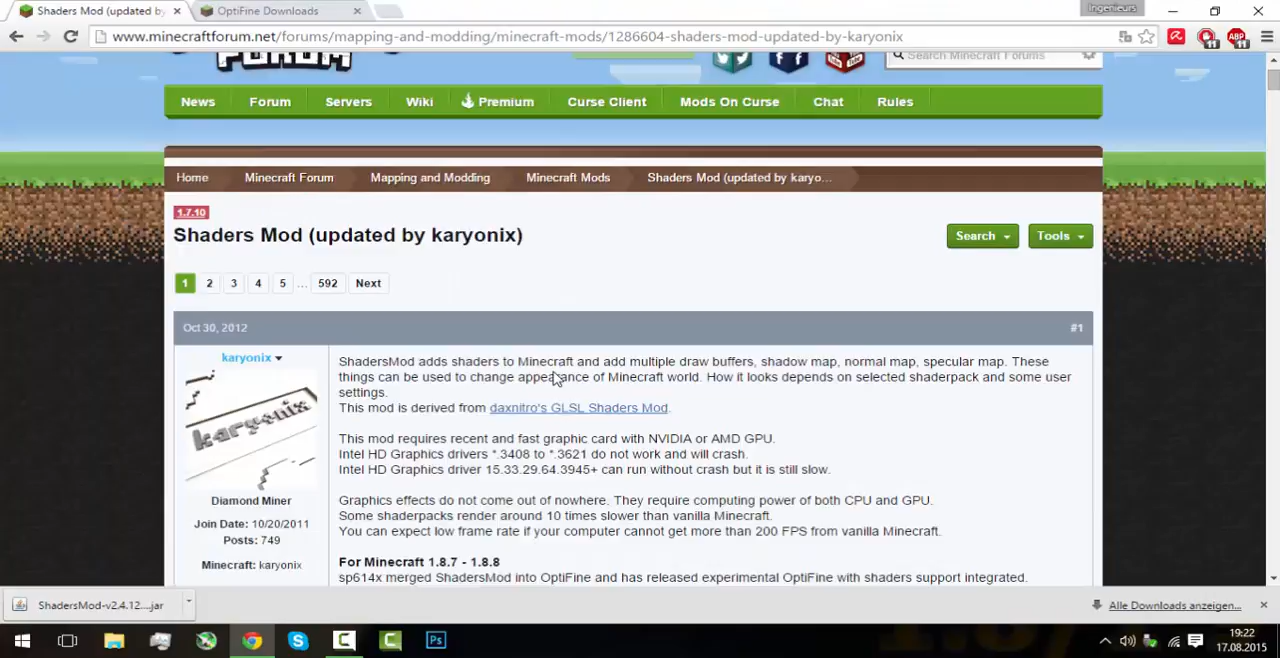 Shaders Mod (updated by
OptiFine Downloads
Ingenieurs
www.minecraftforum.net/forums/mapping-and-modding/minecraft-mods/1286604-shaders-mod-updated-by-karyonix
11
11
FORUM
Search Minecraft Forums
News Forum Servers Wiki Premium Curse Client Mods On Curse Chat Rules
Home Minecraft Forum Mapping and Modding Minecraft Mods Shaders Mod (updated by karyo...
1.7.10
Shaders Mod (updated by karyonix)
Search Tools
1 2 3 4 5 ... 592 Next
Oct 30, 2012 #1
karyonix
karyonix
Diamond Miner
Join Date: 10/20/2011
Posts: 749
Minecraft: karyonix
ShadersMod adds shaders to Minecraft and add multiple draw buffers, shadow map, normal map, specular map. These
things can be used to change appearance of Minecraft world. How it looks depends on selected shaderpack and some user
settings.
This mod is derived from daxnitro's GLSL Shaders Mod.
This mod requires recent and fast graphic card with NVIDIA or AMD GPU.
Intel HD Graphics drivers *.3408 to *.3621 do not work and will crash.
Intel HD Graphics driver 15.33.29.64.3945+ can run without crash but it is still slow.
Graphics effects do not come out of nowhere. They require computing power of both CPU and GPU.
Some shaderpacks render around 10 times slower than vanilla Minecraft.
You can expect low frame rate if your computer cannot get more than 200 FPS from vanilla Minecraft.
For Minecraft 1.8.7 - 1.8.8
sp614x merged ShadersMod into OptiFine and has released experimental OptiFine with shaders support integrated.
ShadersMod-v2.4.12....jar
Alle Downloads anzeigen...
Ps
19:22
17.08.2015